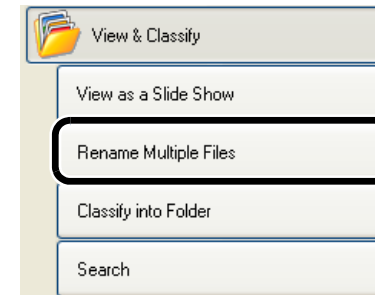 View & Classify
View as a Slide Show
Rename Multiple Files
Classify into Folder
Search